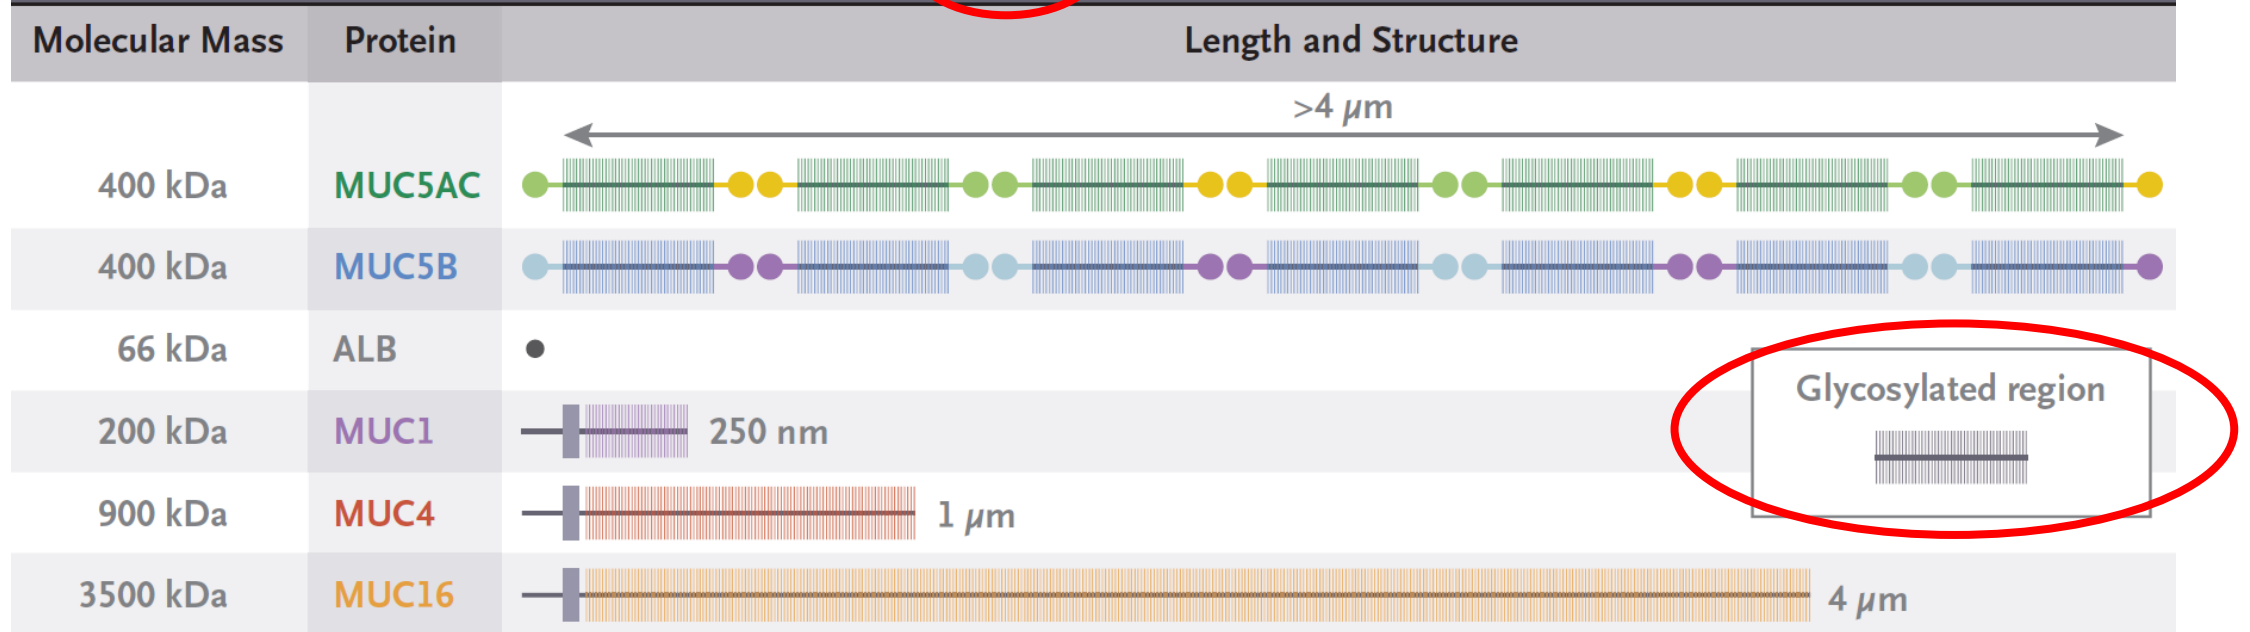 Molecular Mass Protein Length and Structure
>4 μm
400 kDa MUC5AC
400 kDa MUC5B
66 kDa ALB
Glycosylated region
200 kDa MUC1 250 nm
900 kDa MUC4 1 μm
3500 kDa MUC16 4 μm